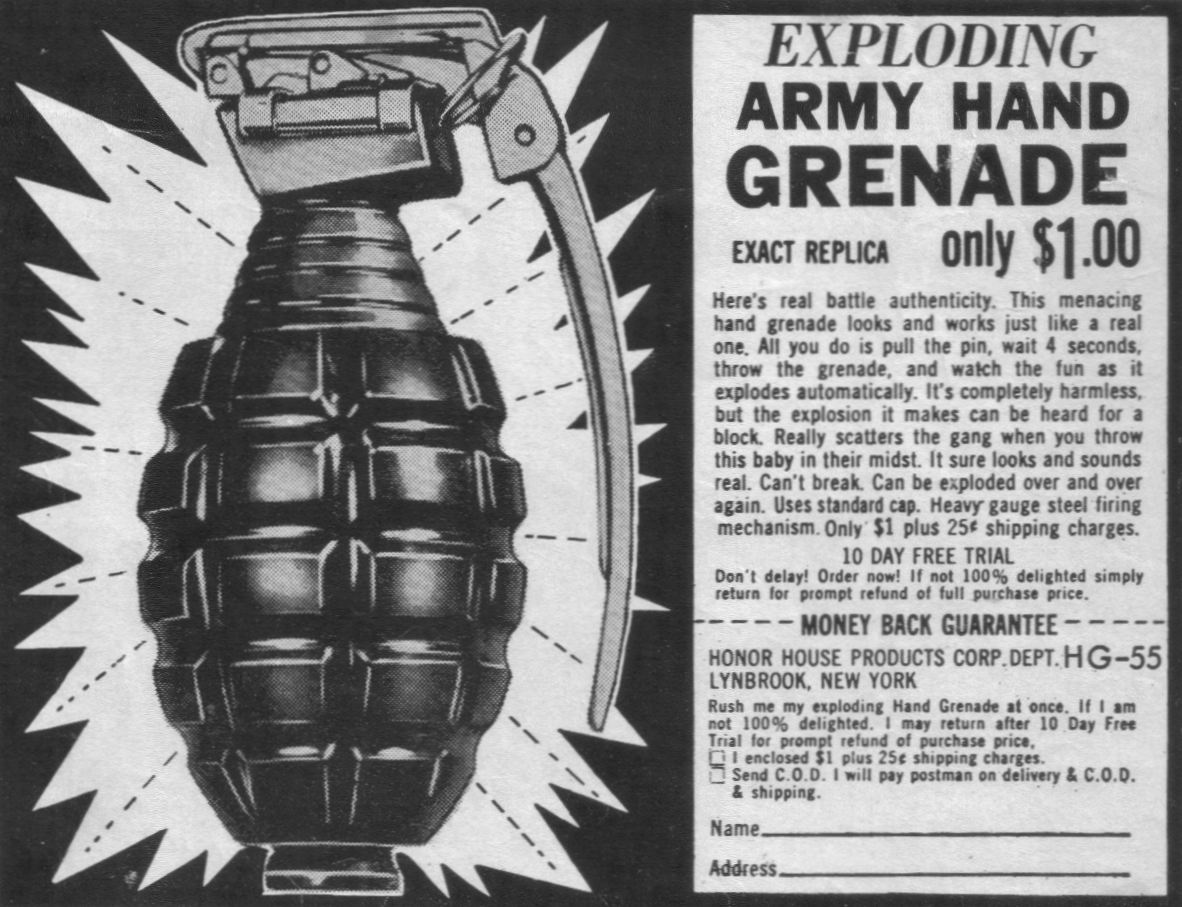 EXPLODING
ARMY HAND
GRENADE
EXACT REPLICA only $1.00
Here's real battle authenticity. This menacing
hand grenade looks and works just like a real
one. All you do is pull the pin, wait 4 seconds,
throw the grenade, and watch the fun as it
explodes automatically. It's completely harmless,
but the explosion it makes can be heard for a
block. Really scatters the gang when you throw
this baby in their midst. It sure looks and sounds
real. Can't break. Can be exploded over and over
again. Uses standard cap. Heavy gauge steel firing
mechanism. Only $1 plus 25¢ shipping charges.
10 DAY FREE TRIAL
Don't delay! Order now! If not 100% delighted simply
return for prompt refund of full purchase price.
MONEY BACK GUARANTEE
HONOR HOUSE PRODUCTS CORP. DEPT. HG-55
LYNBROOK, NEW YORK
Rush me my exploding Hand Grenade at once. If I am
not 100% delighted. I may return after 10 Day Free
Trial for prompt refund of purchase price.
I enclosed $1 plus 25¢ shipping charges.
Send C.O.D. I will pay postman on delivery & C.O.D.
& shipping.
Name
Address